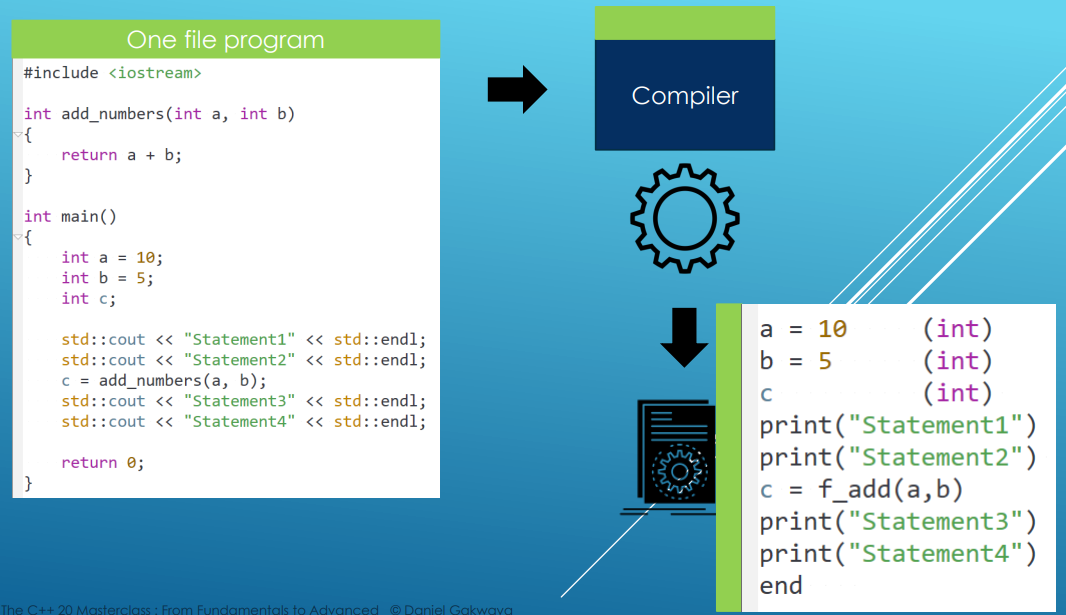 One file program
#include <iostream>
int add_numbers(int a, int b)
{
    return a + b;
}
int main()
{
    int a = 10;
    int b = 5;
    int c;
    std::cout << "Statement1" << std::endl;
    std::cout << "Statement2" << std::endl;
    c = add_numbers(a, b);
    std::cout << "Statement3" << std::endl;
    std::cout << "Statement4" << std::endl;
    return 0;
}
Compiler
a = 10 (int)
b = 5 (int)
c (int)
print("Statement1")
print("Statement2")
c = f_add(a,b)
print("Statement3")
print("Statement4")
end
The C++ 20 Masterclass : From Fundamentals to Advanced © Daniel Gakwaya